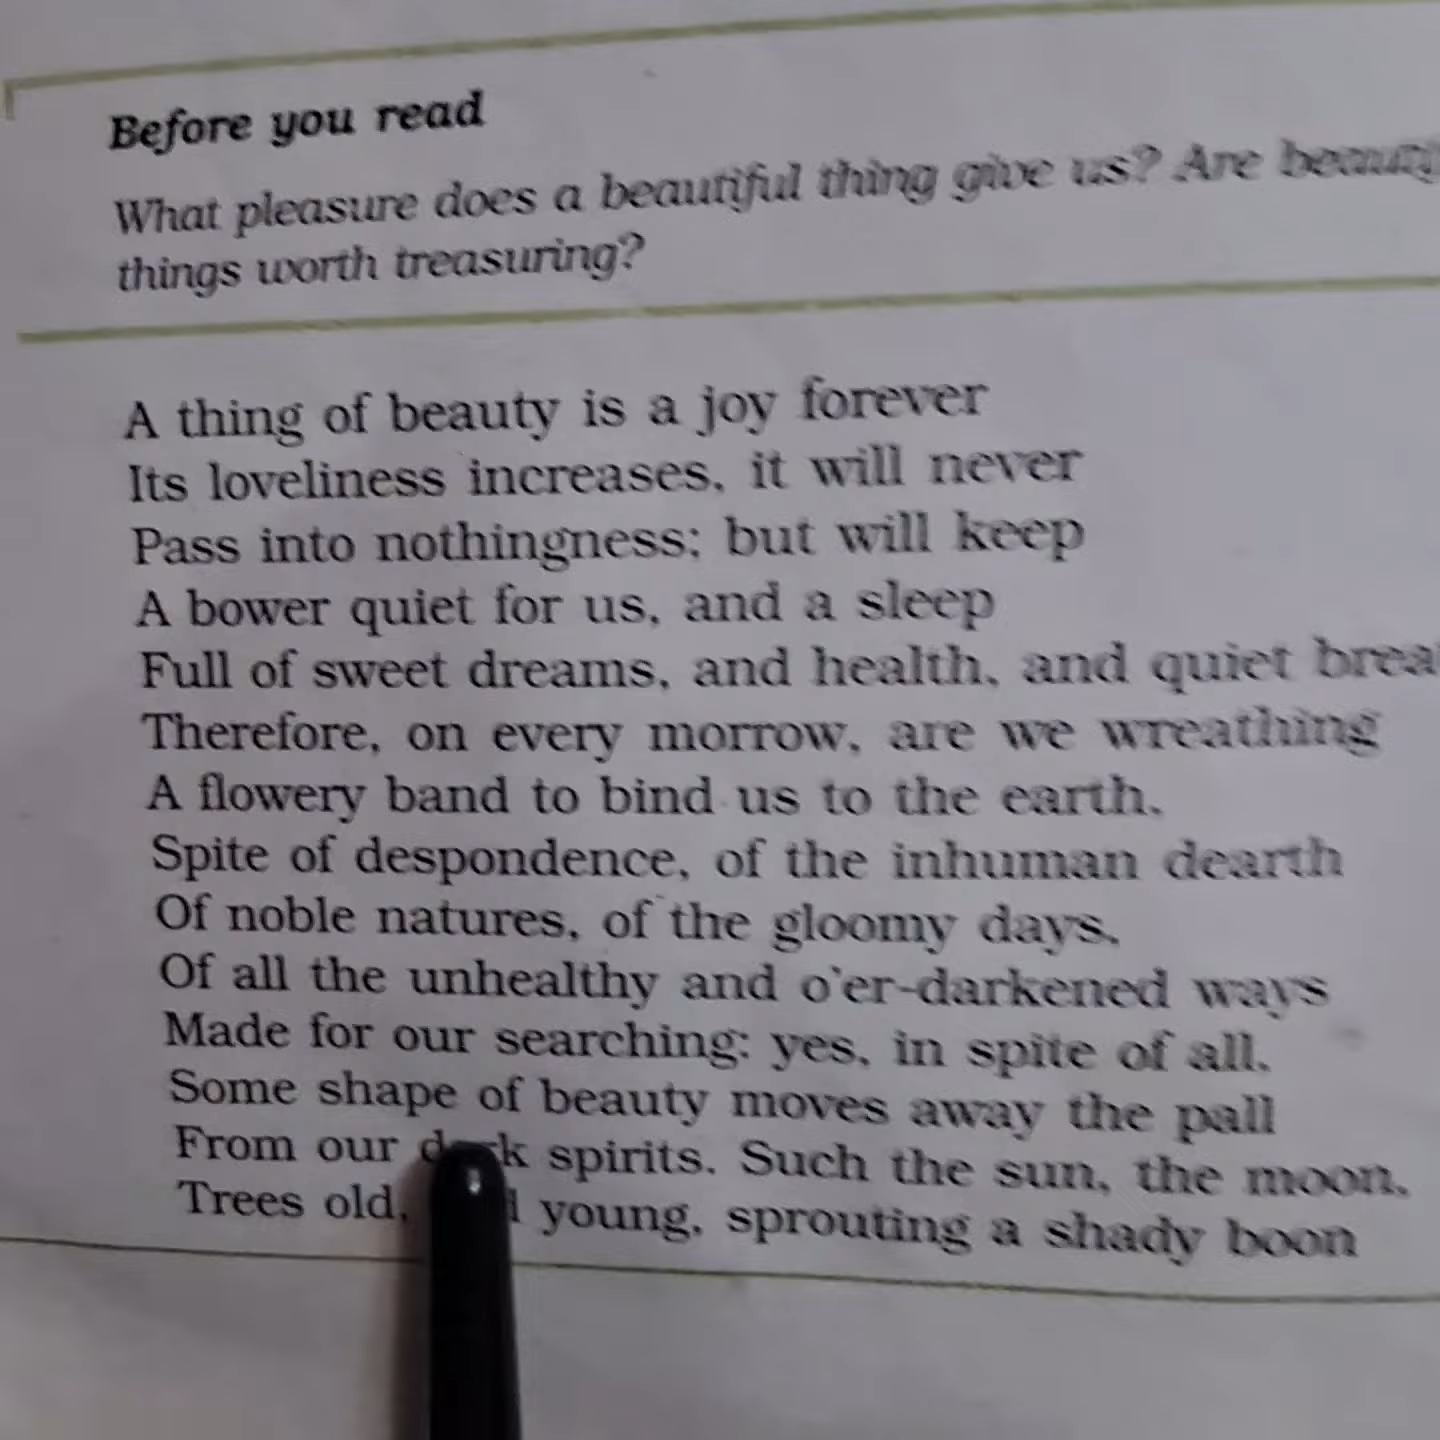 Before you read
What pleasure does a beautiful thing give us? Are
things worth treasuring?
A thing of beauty is a joy forever
Its loveliness increases, it will never
Pass into nothingness; but will keep
A bower quiet for us, and a sleep
Full of sweet dreams, and health, and quiet
Therefore, on every morrow, are we wreathing
A flowery band to bind us to the earth,
Spite of despondence, of the inhuman dearth
Of noble natures, of the gloomy days,
Of all the unhealthy and o'er-darkened ways
Made for our searching: yes, in spite of all,
Some shape of beauty moves away the pall
From our spirits. Such the sun, the moon,
Trees old, young, sprouting a shady boon